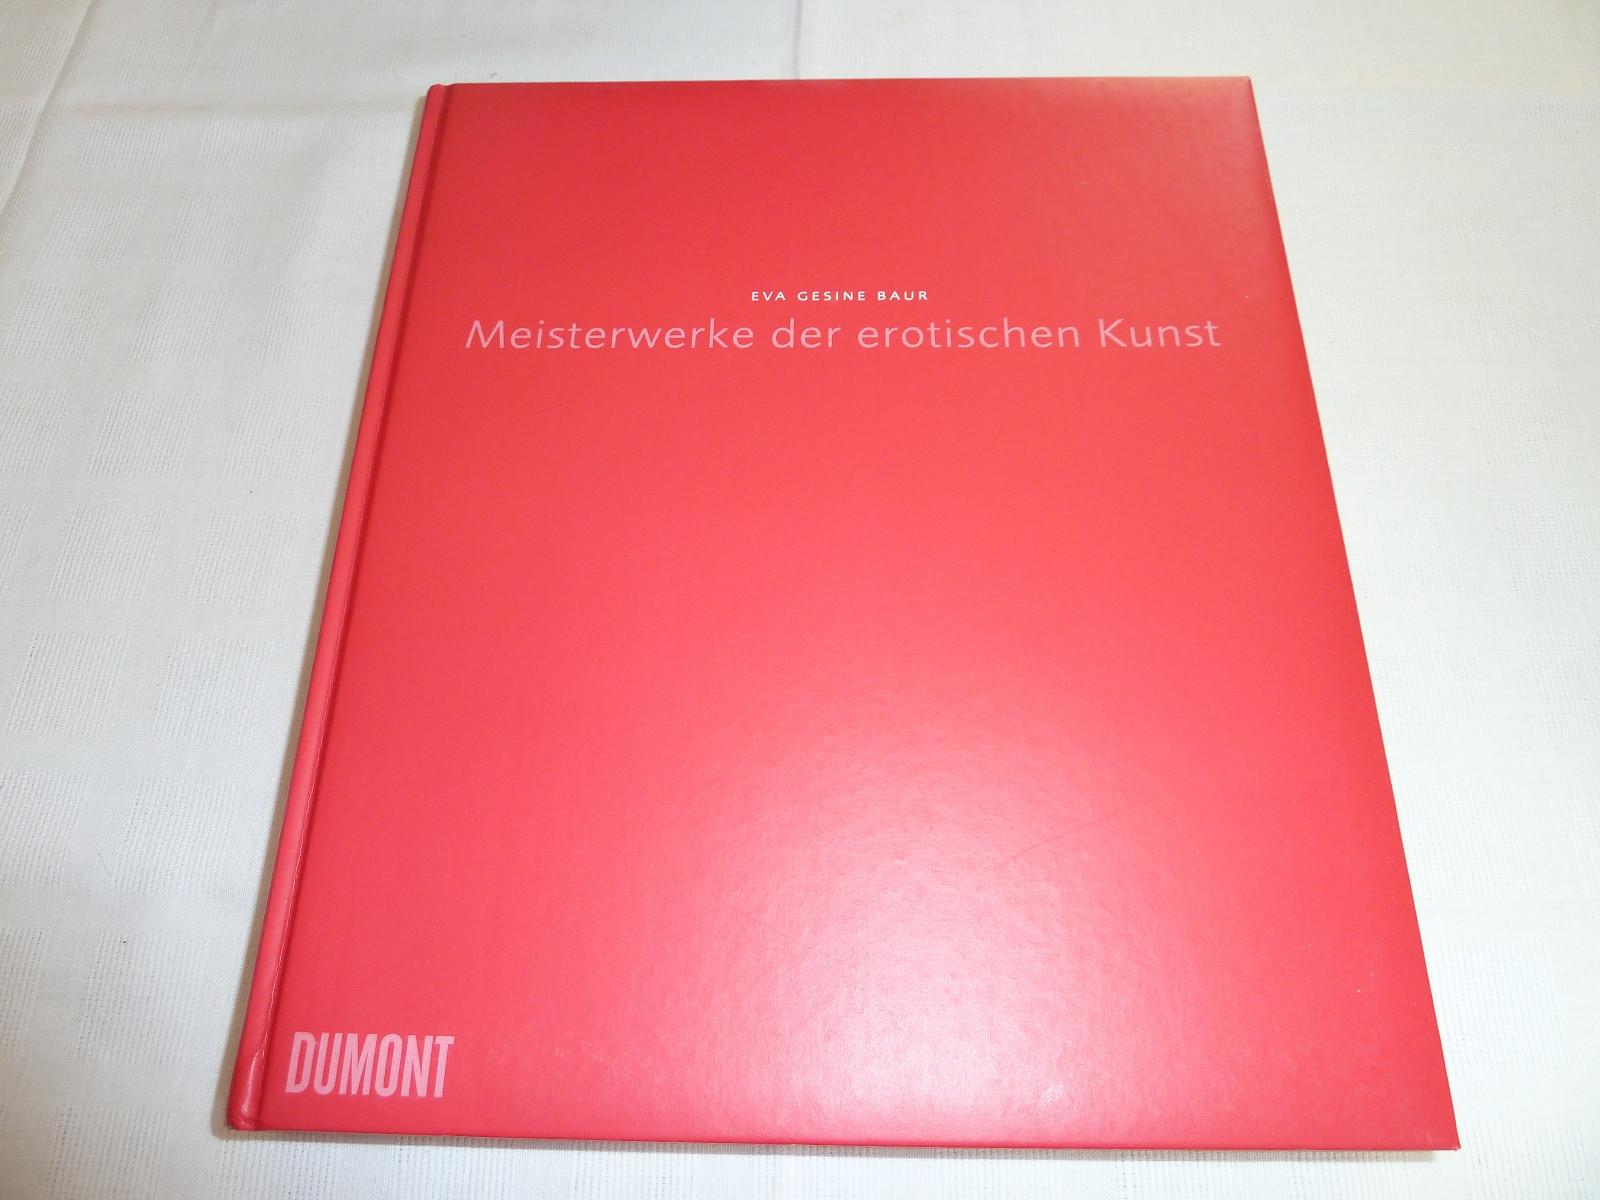 EVA GESINE BAUR
Meisterwerke der erotischen Kunst
DUMONT